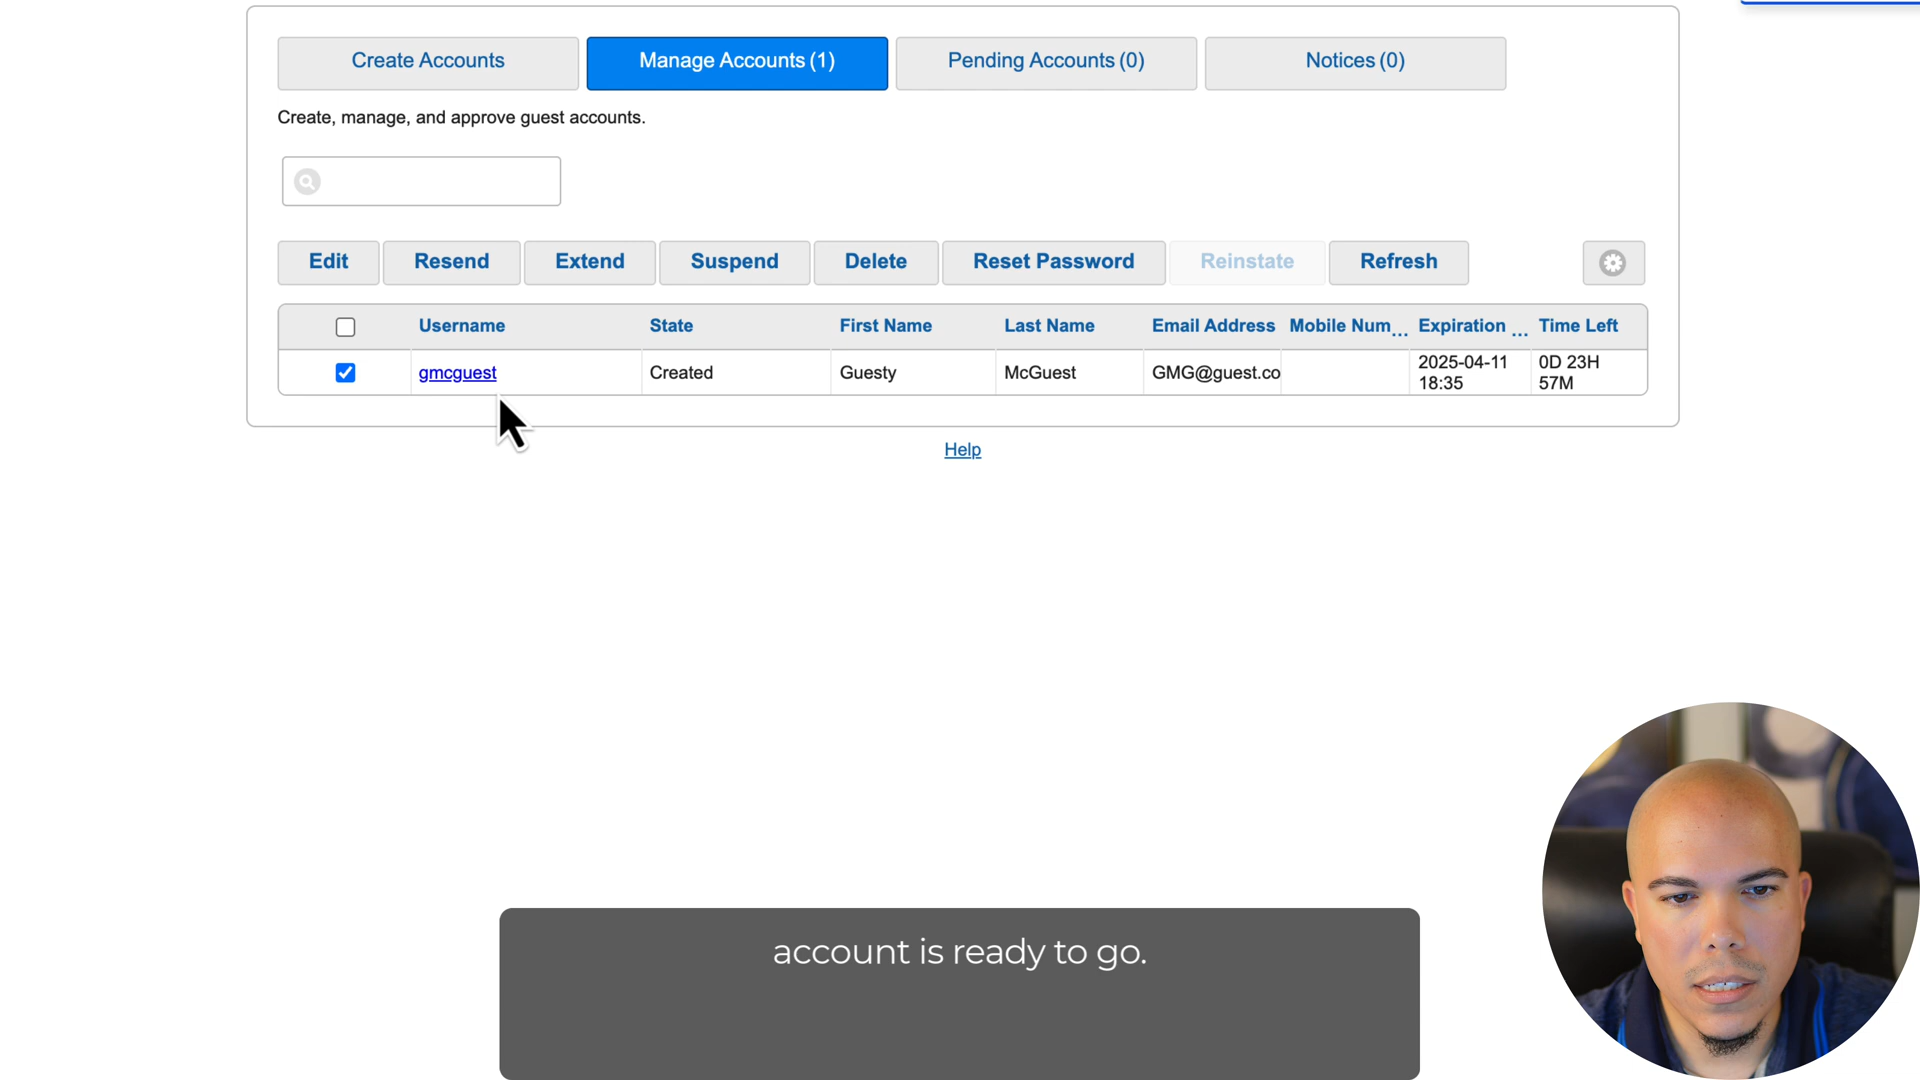 Create Accounts
Manage Accounts (1)
Pending Accounts (0)
Notices (0)
Create, manage, and approve guest accounts.
Edit
Resend
Extend
Suspend
Delete
Reset Password
Reinstate
Refresh
Username
State
First Name
Last Name
Email Address
Mobile Num...
Expiration ...
Time Left
gmcguest
Created
Guesty
McGuest
GMG@guest.co
2025-04-11
18:35
0D 23H
57M
Help
account is ready to go.